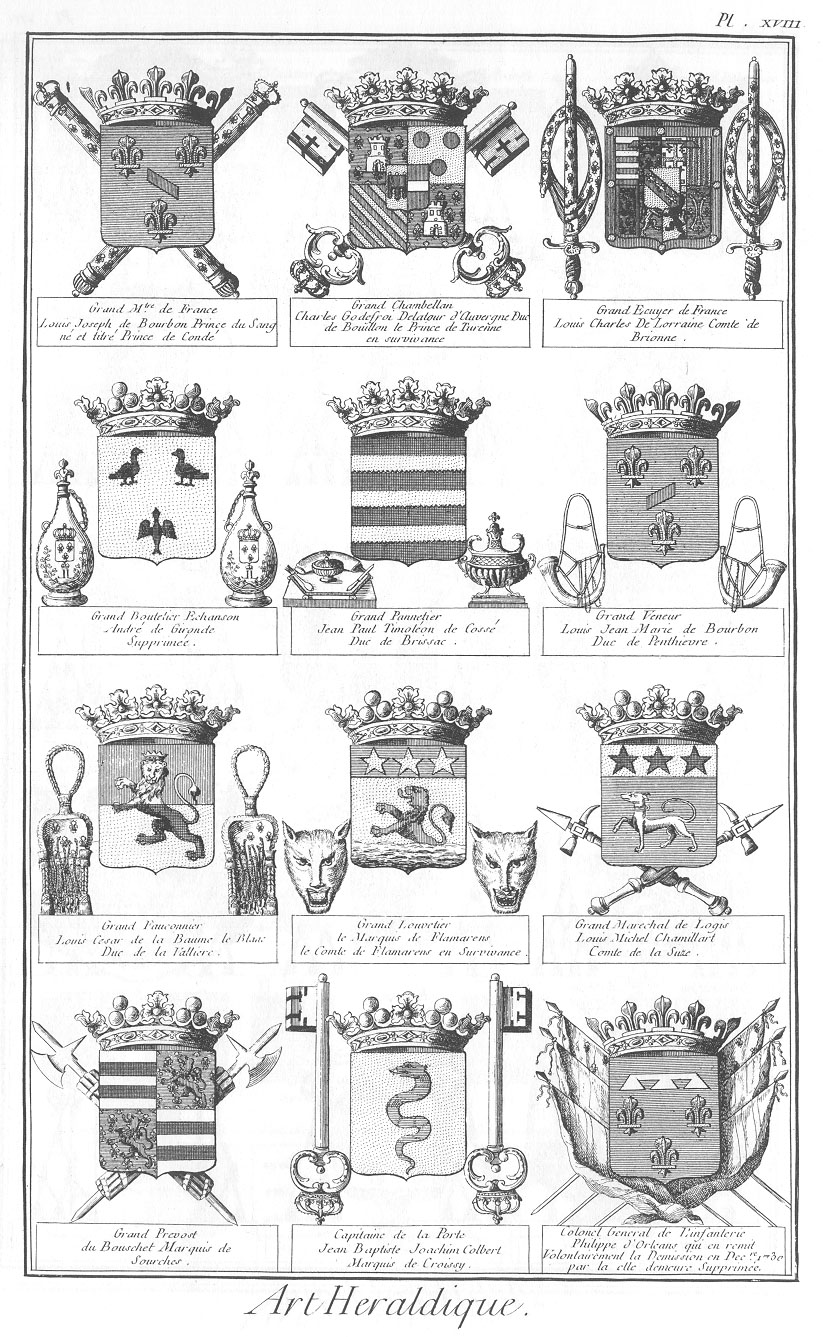 Pl. XVIII.
Grand M.tre de France
Louis Joseph de Bourbon Prince du Sang
né et titré Prince de Condé
Grand Chambellan
Charles Godefroi Delatour d'Auvergne Duc
de Bouillon le Prince de Turenne
en survivance
Grand Ecuyer de France
Louis Charles De Lorraine Comte de
Brionne.
Grand Boutelier Echanson
André de Gironde
Supprimée.
Grand Pannetier
Jean Paul Timoléon de Cossé
Duc de Brissac.
Grand Veneur
Louis Jean Marie de Bourbon
Duc de Penthievre.
Grand Fauconnier
Louis Cesar de la Baume le Blanc
Duc de la Valliere.
Grand Louvetier
le Marquis de Flamarens
le Comte de Flamarens en Survivance.
Grand Marechal de Logis
Louis Michel Chamillart
Comte de la Suze.
Grand Prevost
du Bouschet Marquis de
Sourches.
Capitaine de la Porte
Jean Baptiste Joachim Colbert
Marquis de Croissy.
Colonel General de L'infanterie
Philippe d'Orleans, qui en remit
Volontairement la Demission en Dec.
par la elle demeure Supprimée.
Art Heraldique.